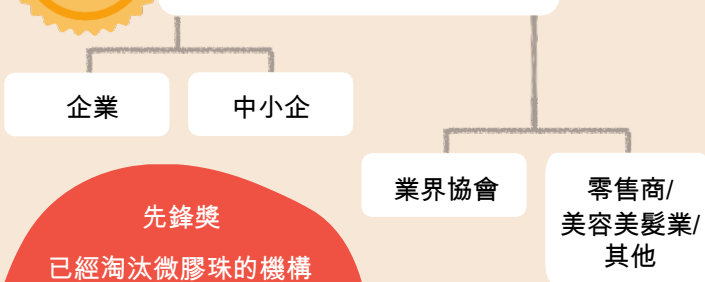 企業
中小企
業界協會
零售商/
美容美髮業/
其他
先鋒獎
已經淘汰微膠珠的機構